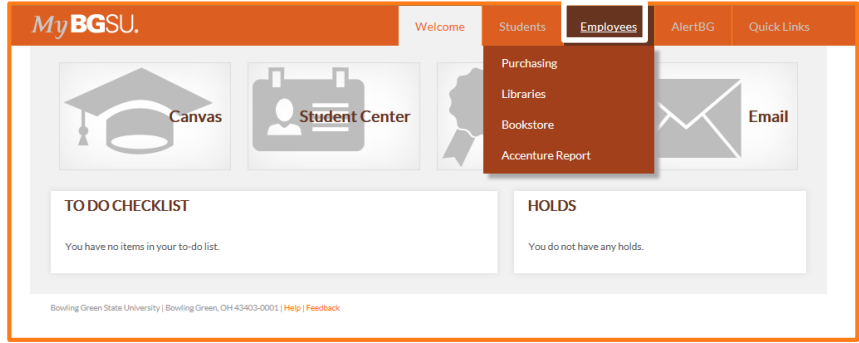 My BGSU.
Welcome
Students
Employees
AlertBG
Quick Links
Purchasing
Libraries
Bookstore
Accenture Report
Canvas
Student Center
Email
TO DO CHECKLIST
You have no items in your to-do list.
HOLDS
You do not have any holds.
Bowling Green State University | Bowling Green, OH 43403-0001 | Help | Feedback